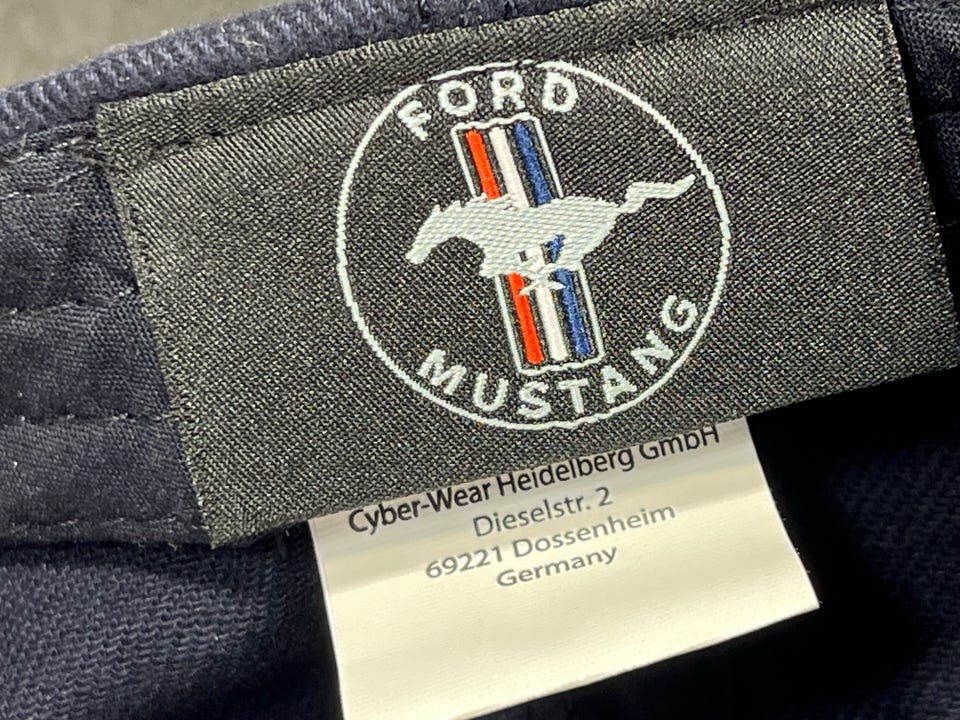 FORD
MUSTANG
Cyber-Wear Heidelberg GmbH
Dieselstr. 2
69221 Dossenheim
Germany